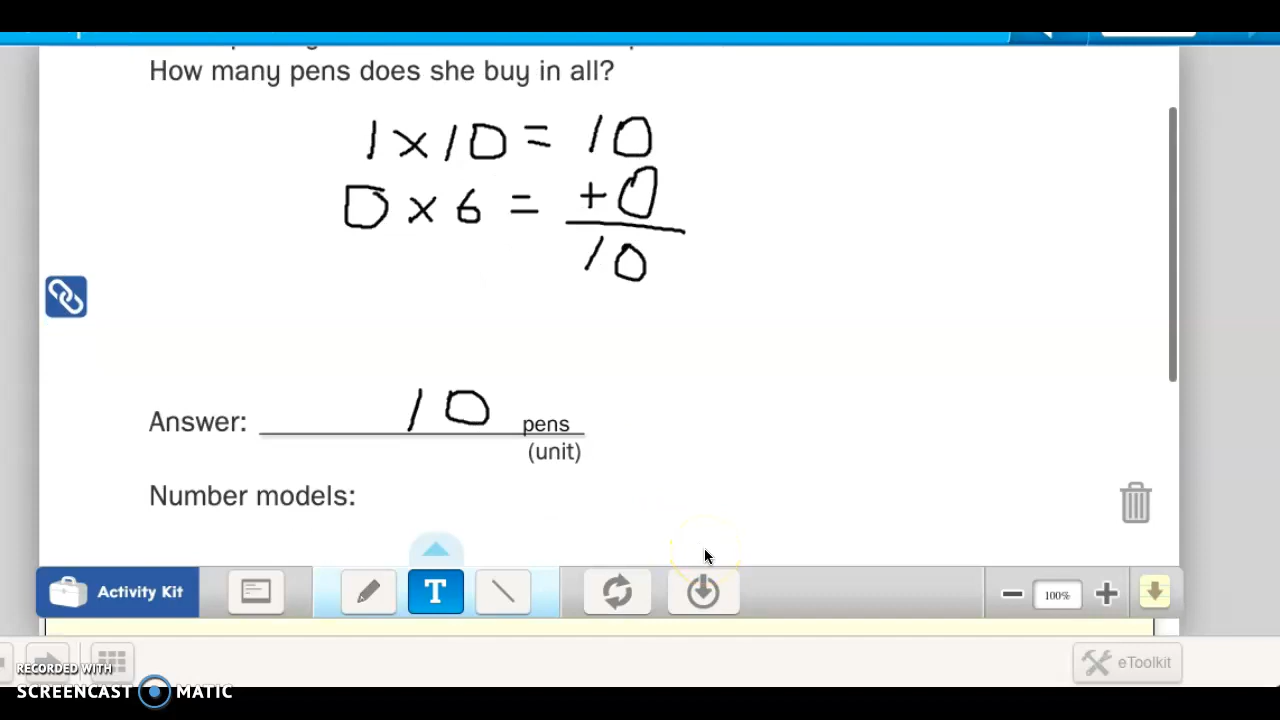 How many pens does she buy in all?
1 × 10 = 10
0 × 6 = +0
10
Answer: 10 pens
(unit)
Number models:
Activity Kit
T
100%
eToolkit
RECORDED WITH
SCREENCAST MATIC